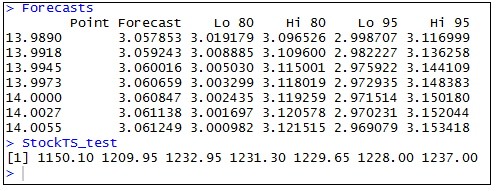 > Forecasts
Point Forecast Lo 80 Hi 80 Lo 95 Hi 95
13.9890 3.057853 3.019179 3.096526 2.998707 3.116999
13.9918 3.059243 3.008885 3.109600 2.982227 3.136258
13.9945 3.060016 3.005030 3.115001 2.975922 3.144109
13.9973 3.060659 3.003299 3.118019 2.972935 3.148383
14.0000 3.060847 3.002435 3.119259 2.971514 3.150180
14.0027 3.061138 3.001697 3.120578 2.970231 3.152044
14.0055 3.061249 3.000982 3.121515 2.969079 3.153418
> StockTS_test
[1] 1150.10 1209.95 1232.95 1231.30 1229.65 1228.00 1237.00
>